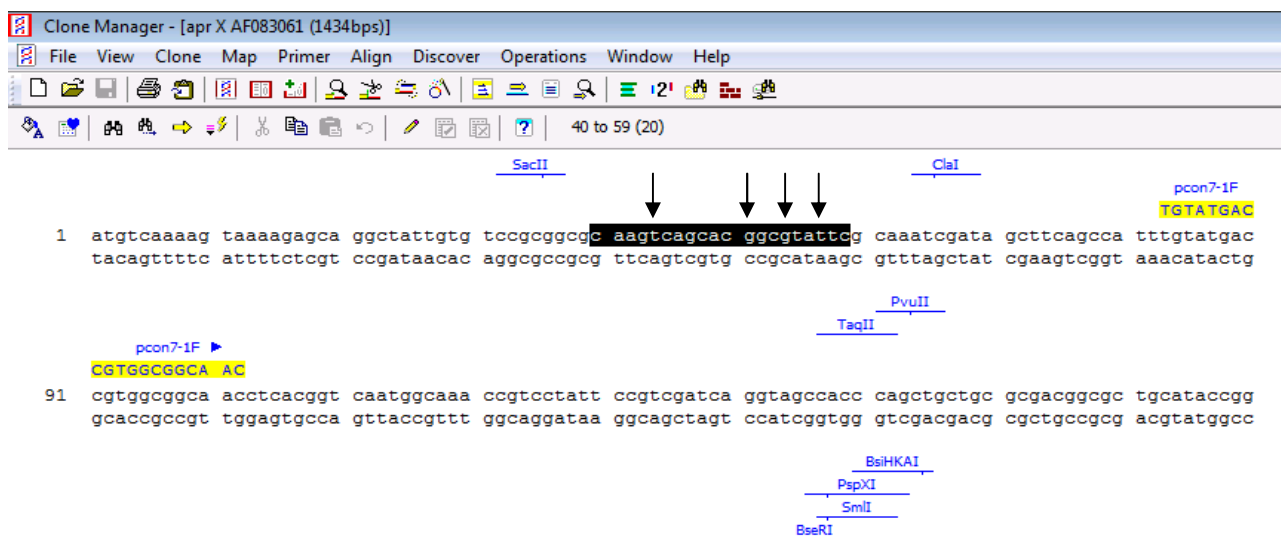 Clone Manager - [apr X AF083061 (1434bps)]
File View Clone Map Primer Align Discover Operations Window Help
40 to 59 (20)
SacII ClaI
pcon7-1F
TGTATGAC
1 atgtcaaaag taaaagagca ggctattgtg tccgcggcgc aagtcagcac ggcgtattcg caaatcgata gcttcagcca tttgtatgac
tacagttttc attttctcgt ccgataacac aggcgccgcg ttcagtcgtg ccgcataagc gtttagctat cgaagtcggt aaacatactg
PvuII
TaqII
pcon7-1F
CGTGGCGGCA AC
91 cgtggcggca acctcacggt caatggcaaa ccgtcctatt ccgtcgatca ggtagccacc cagctgctgc gcgacggcgc tgcataccgg
gcaccgccgt tggagtgcca gttaccgttt ggcaggataa ggcagctagt ccatcggtgg gtcgacgacg cgctgccgcg acgtatggcc
BsiHKAI
PspXI
SmlI
BseRI